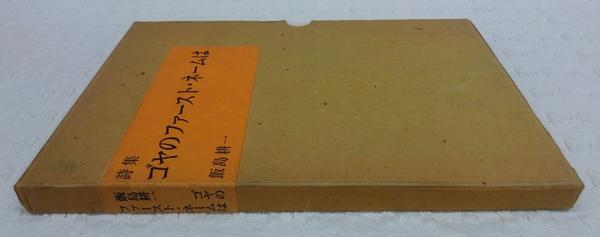 詩集
ゴヤのファースト・ネームは
飯島耕一
ゴヤの
ファースト・ネームは
飯島耕一